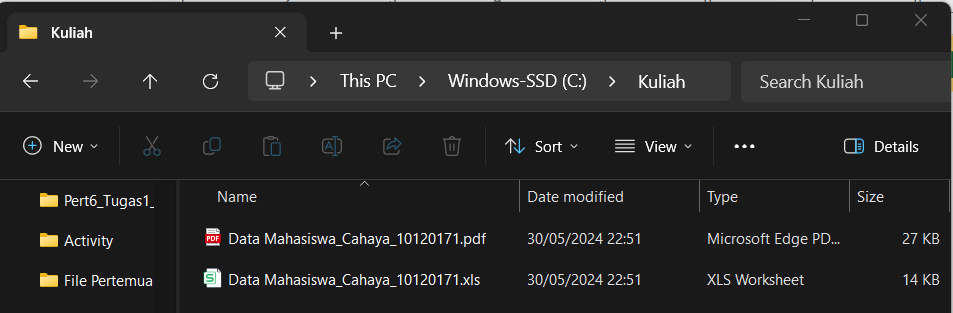 Kuliah
This PC > Windows-SSD (C:) > Kuliah
Search Kuliah
New
Sort
View
Details
Name Date modified Type Size
Pert6_Tugas1_
Activity
File Pertemua
Data Mahasiswa_Cahaya_10120171.pdf 30/05/2024 22:51 Microsoft Edge PD... 27 KB
Data Mahasiswa_Cahaya_10120171.xls 30/05/2024 22:51 XLS Worksheet 14 KB